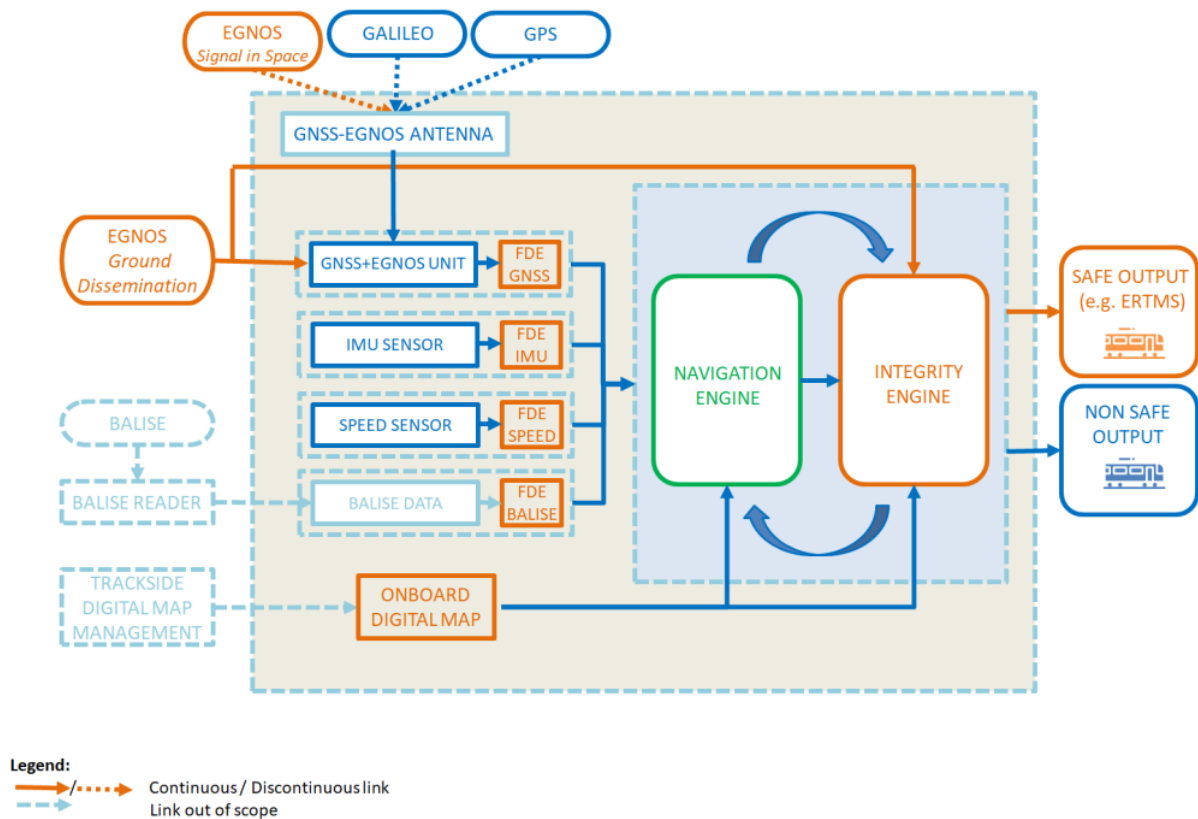 EGNOS
Signal in Space
GALILEO
GPS
GNSS-EGNOS ANTENNA
EGNOS
Ground
Dissemination
GNSS+EGNOS UNIT
FDE
GNSS
IMU SENSOR
FDE
IMU
SPEED SENSOR
FDE
SPEED
BALISE
BALISE READER
BALISE DATA
FDE
BALISE
TRACKSIDE
DIGITAL MAP
MANAGEMENT
ONBOARD
DIGITAL MAP
NAVIGATION
ENGINE
INTEGRITY
ENGINE
SAFE OUTPUT
(e.g. ERTMS)
NON SAFE
OUTPUT
Legend:
/ Continuous / Discontinuous link
Link out of scope